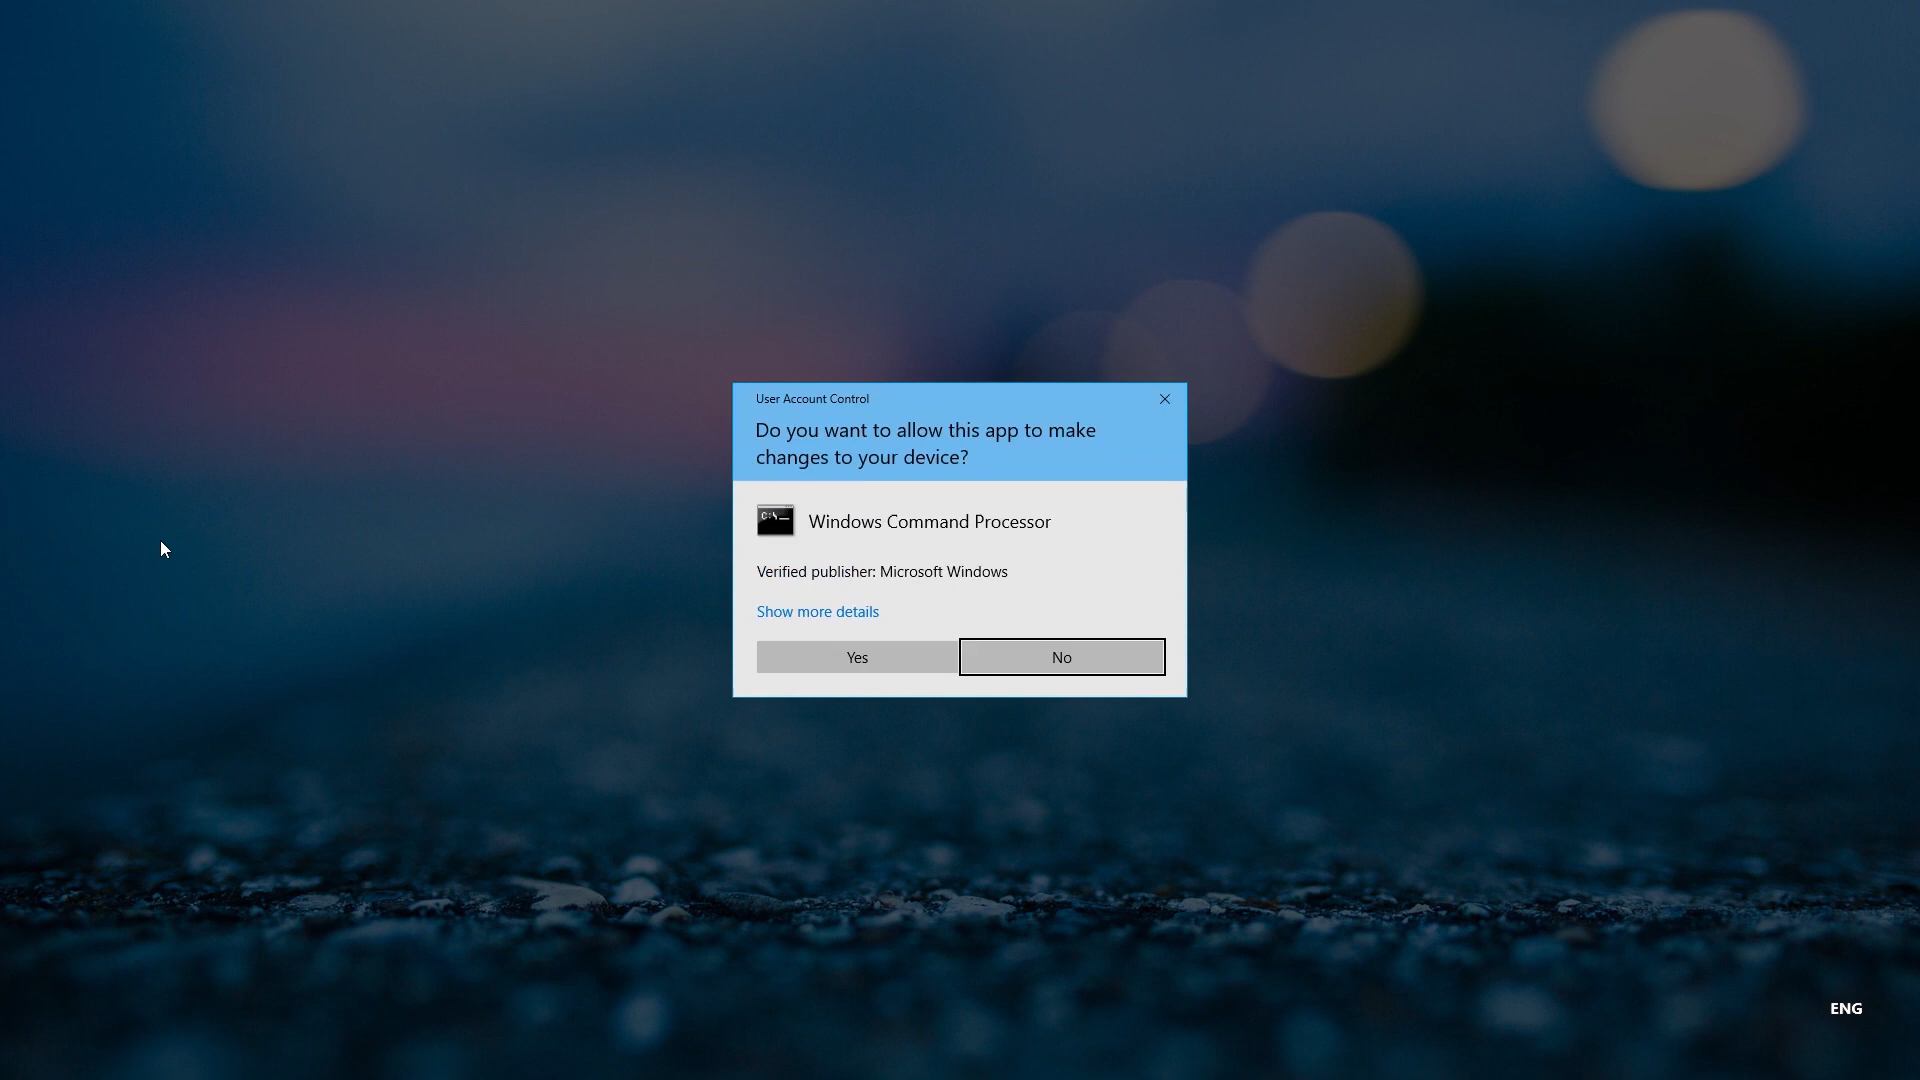 User Account Control
Do you want to allow this app to make
changes to your device?
C:\
Windows Command Processor
Verified publisher: Microsoft Windows
Show more details
Yes
No
ENG